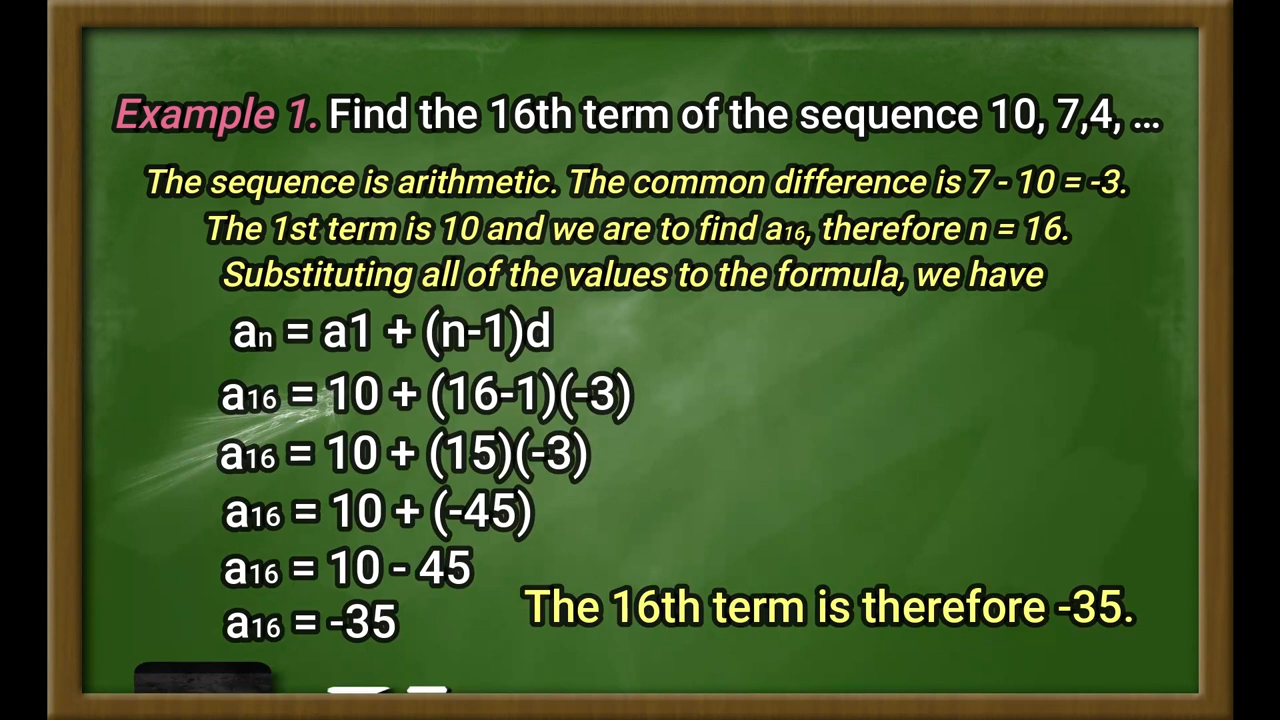 Example 1. Find the 16th term of the sequence 10, 7,4, ...
The sequence is arithmetic. The common difference is 7 - 10 = -3.
The 1st term is 10 and we are to find a₁₆, therefore n = 16.
Substituting all of the values to the formula, we have
aₙ = a1 + (n-1)d
a₁₆ = 10 + (16-1)(-3)
a₁₆ = 10 + (15)(-3)
a₁₆ = 10 + (-45)
a₁₆ = 10 - 45
a₁₆ = -35
The 16th term is therefore -35.